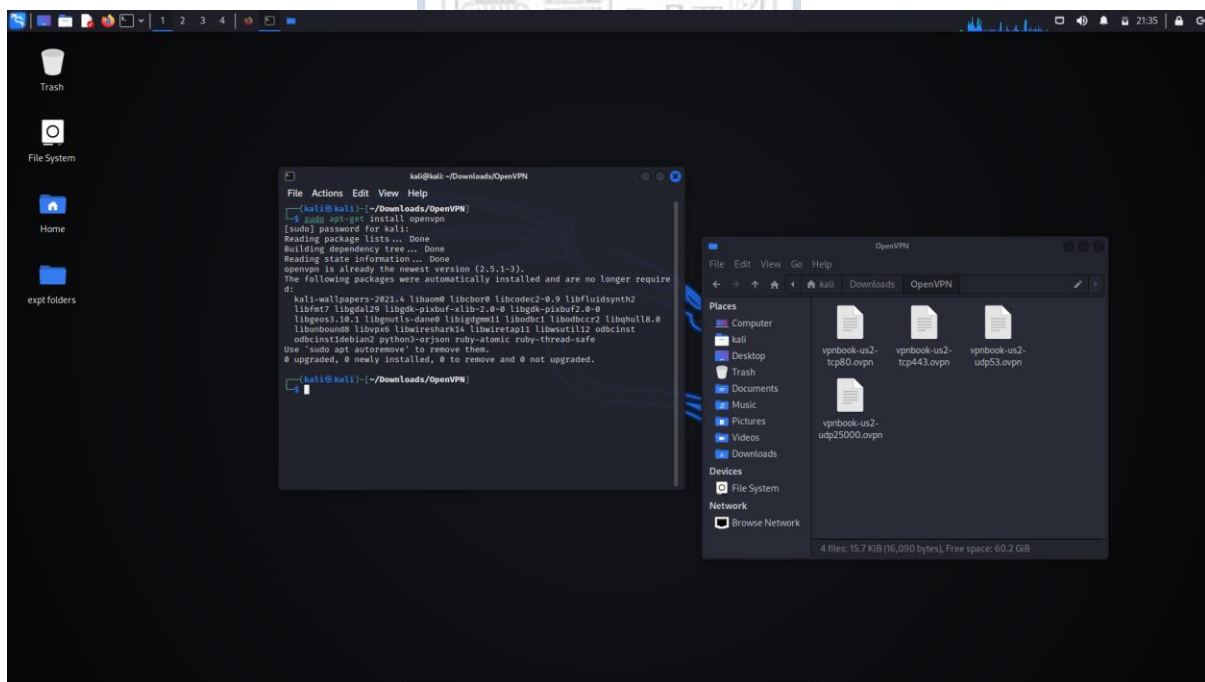 1 2 3 4
21:35
Trash
File System
Home
expt folders
kali@kali: ~/Downloads/OpenVPN
File Actions Edit View Help
(kali㉿kali)-[~/Downloads/OpenVPN]
$ sudo apt-get install openvpn
[sudo] password for kali:
Reading package lists... Done
Building dependency tree... Done
Reading state information... Done
openvpn is already the newest version (2.5.1-3).
The following packages were automatically installed and are no longer require
d:
kali-wallpapers-2021.4 libaom0 libcbor0 libcodec2-0.9 libfluidsynth2
libfmt7 libgdal29 libgdk-pixbuf-xlib-2.0-0 libgdk-pixbuf2.0-0
libgeos3.10.1 libgnutls-dane0 libigdgmm11 libodbc1 libodbccr2 libqhull8.0
libunbound8 libvpx6 libwireshark14 libwiretap11 libwsutil12 odbcinst
odbcinst1debian2 python3-orjson ruby-atomic ruby-thread-safe
Use 'sudo apt autoremove' to remove them.
0 upgraded, 0 newly installed, 0 to remove and 0 not upgraded.
(kali㉿kali)-[~/Downloads/OpenVPN]
$
OpenVPN
File Edit View Go Help
kali Downloads OpenVPN
Places
Computer
kali
Desktop
Trash
Documents
Music
Pictures
Videos
Downloads
Devices
File System
Network
Browse Network
vpnbook-us2-
tcp80.ovpn
vpnbook-us2-
tcp443.ovpn
vpnbook-us2-
udp53.ovpn
vpnbook-us2-
udp25000.ovpn
4 files: 15.7 KiB (16,090 bytes), Free space: 60.2 GiB